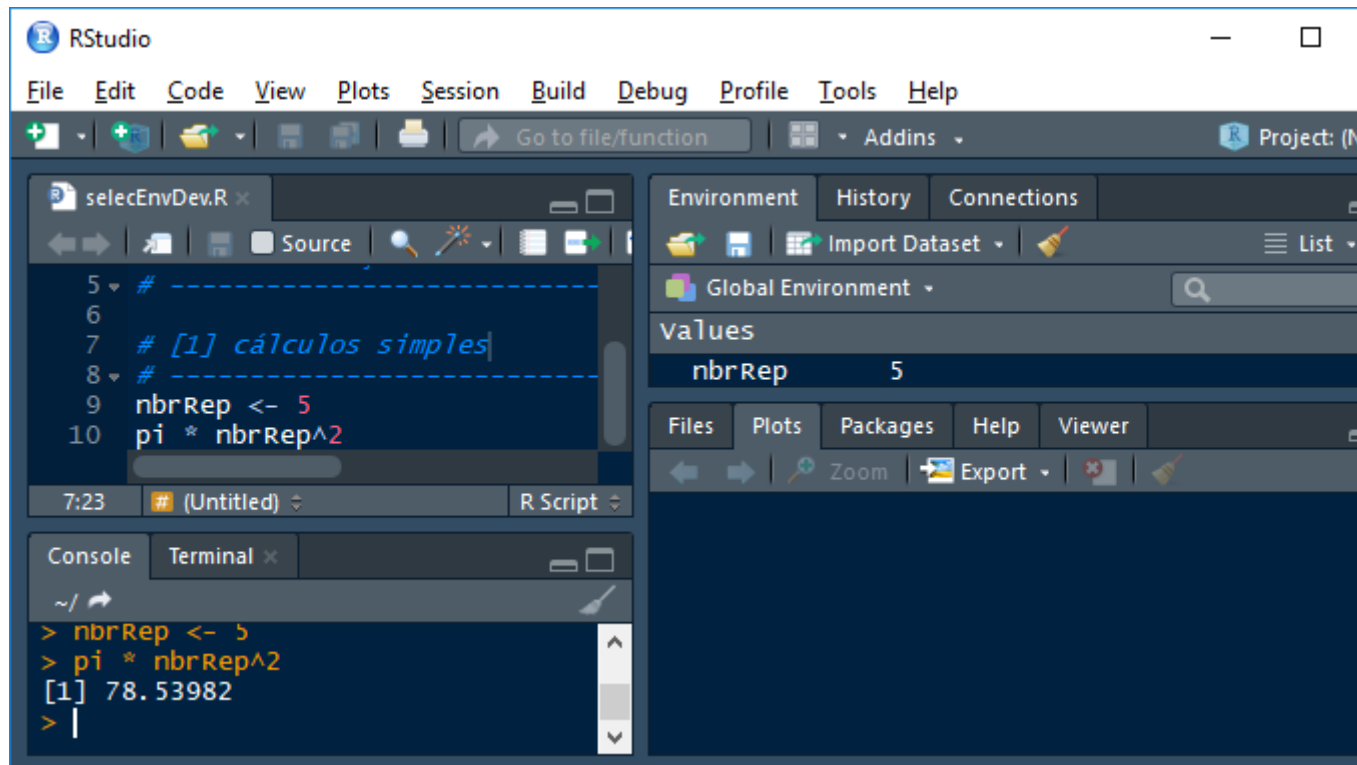 RStudio
File Edit Code View Plots Session Build Debug Profile Tools Help
Go to file/function Addins Project: (N
selecEnvDev.R
Source
5 # ----------------------------
6
7 # [1] cálculos simples
8 # ----------------------------
9 nbrRep <- 5
10 pi * nbrRep^2
7:23 # (Untitled) R Script
Console Terminal
~/
> nbrRep <- 5
> pi * nbrRep^2
[1] 78.53982
>
Environment History Connections
Import Dataset List
Global Environment
Values
nbrRep 5
Files Plots Packages Help Viewer
Zoom Export